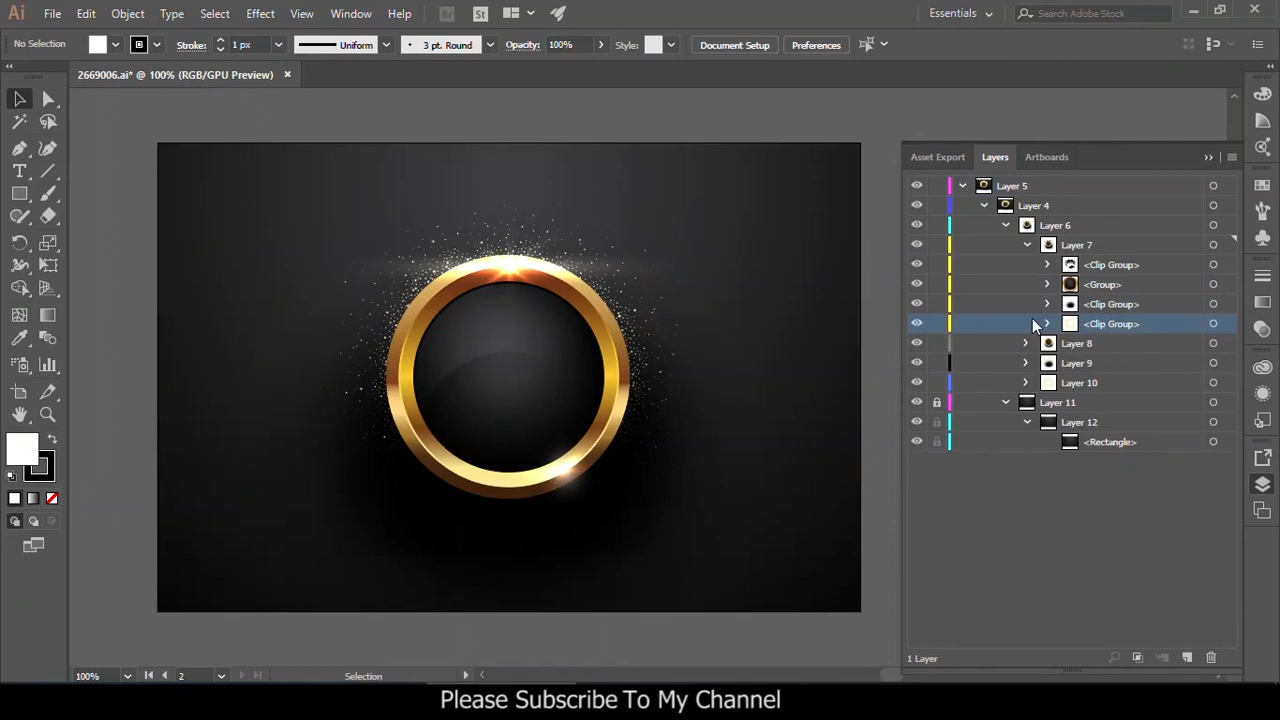 Ai File Edit Object Type Select Effect View Window Help Br St Essentials Search Adobe Stock
No Selection Stroke: 1 px Uniform 3 pt. Round Opacity: 100% Style: Document Setup Preferences
2669006.ai* @ 100% (RGB/GPU Preview)
Asset Export Layers Artboards
Layer 5
Layer 4
Layer 6
Layer 7
<Clip Group>
<Group>
<Clip Group>
<Clip Group>
Layer 8
Layer 9
Layer 10
Layer 11
Layer 12
<Rectangle>
1 Layer
100% 2 Selection
Please Subscribe To My Channel